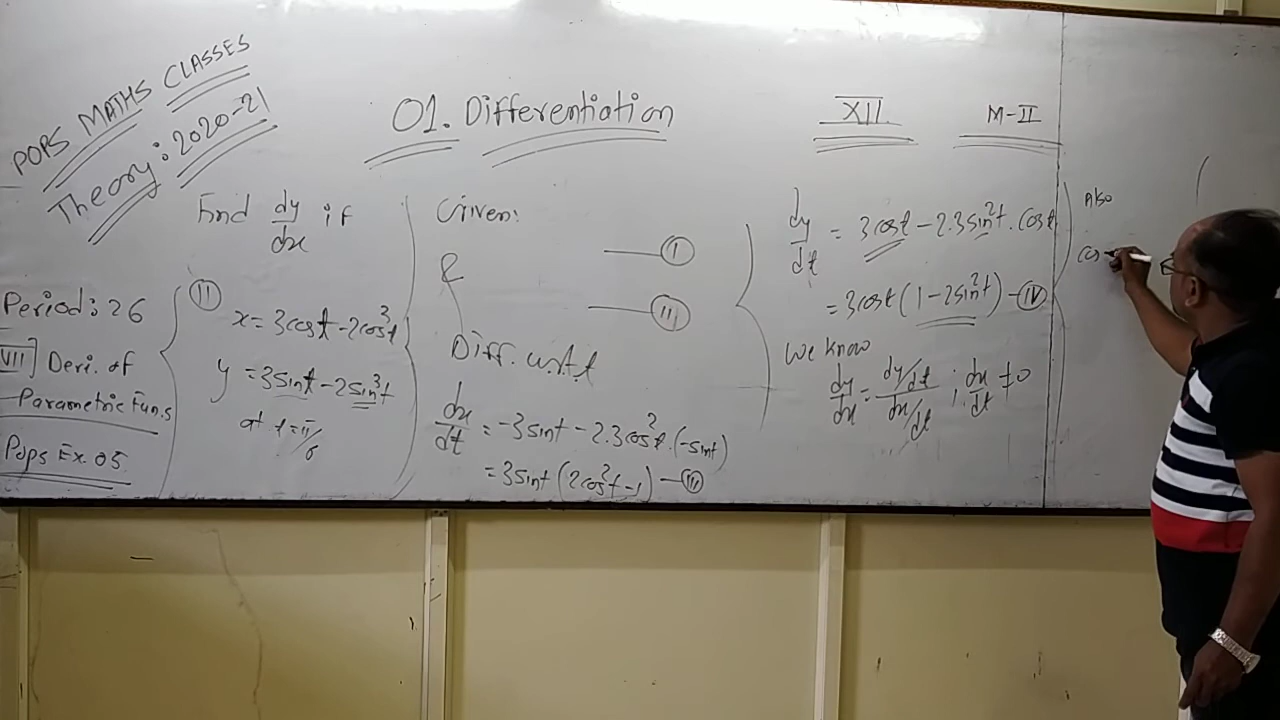 POPS MATHS CLASSES
Theory: 2020-21
01. Differentiation
XII
M-II
Period: 26
VII] Deri. of
Parametric Funs
Pops Ex. 05
Find dy/dx if
(II)
x = 3cost - 2cos³t
y = 3sint - 2sin³t
at t = π/6
Given:
—(I)
&
—(II)
Diff. w.r.t t
dx/dt = -3sint - 2.3cos²t.(-sint)
= 3sint(2cos²t - 1) —(III)
dy/dt = 3cost - 2.3sin²t.cost
= 3cost(1 - 2sin²t) —(IV)
We know
dy/dx = dy/dt / dx/dt ; dx/dt ≠ 0
Also
cos